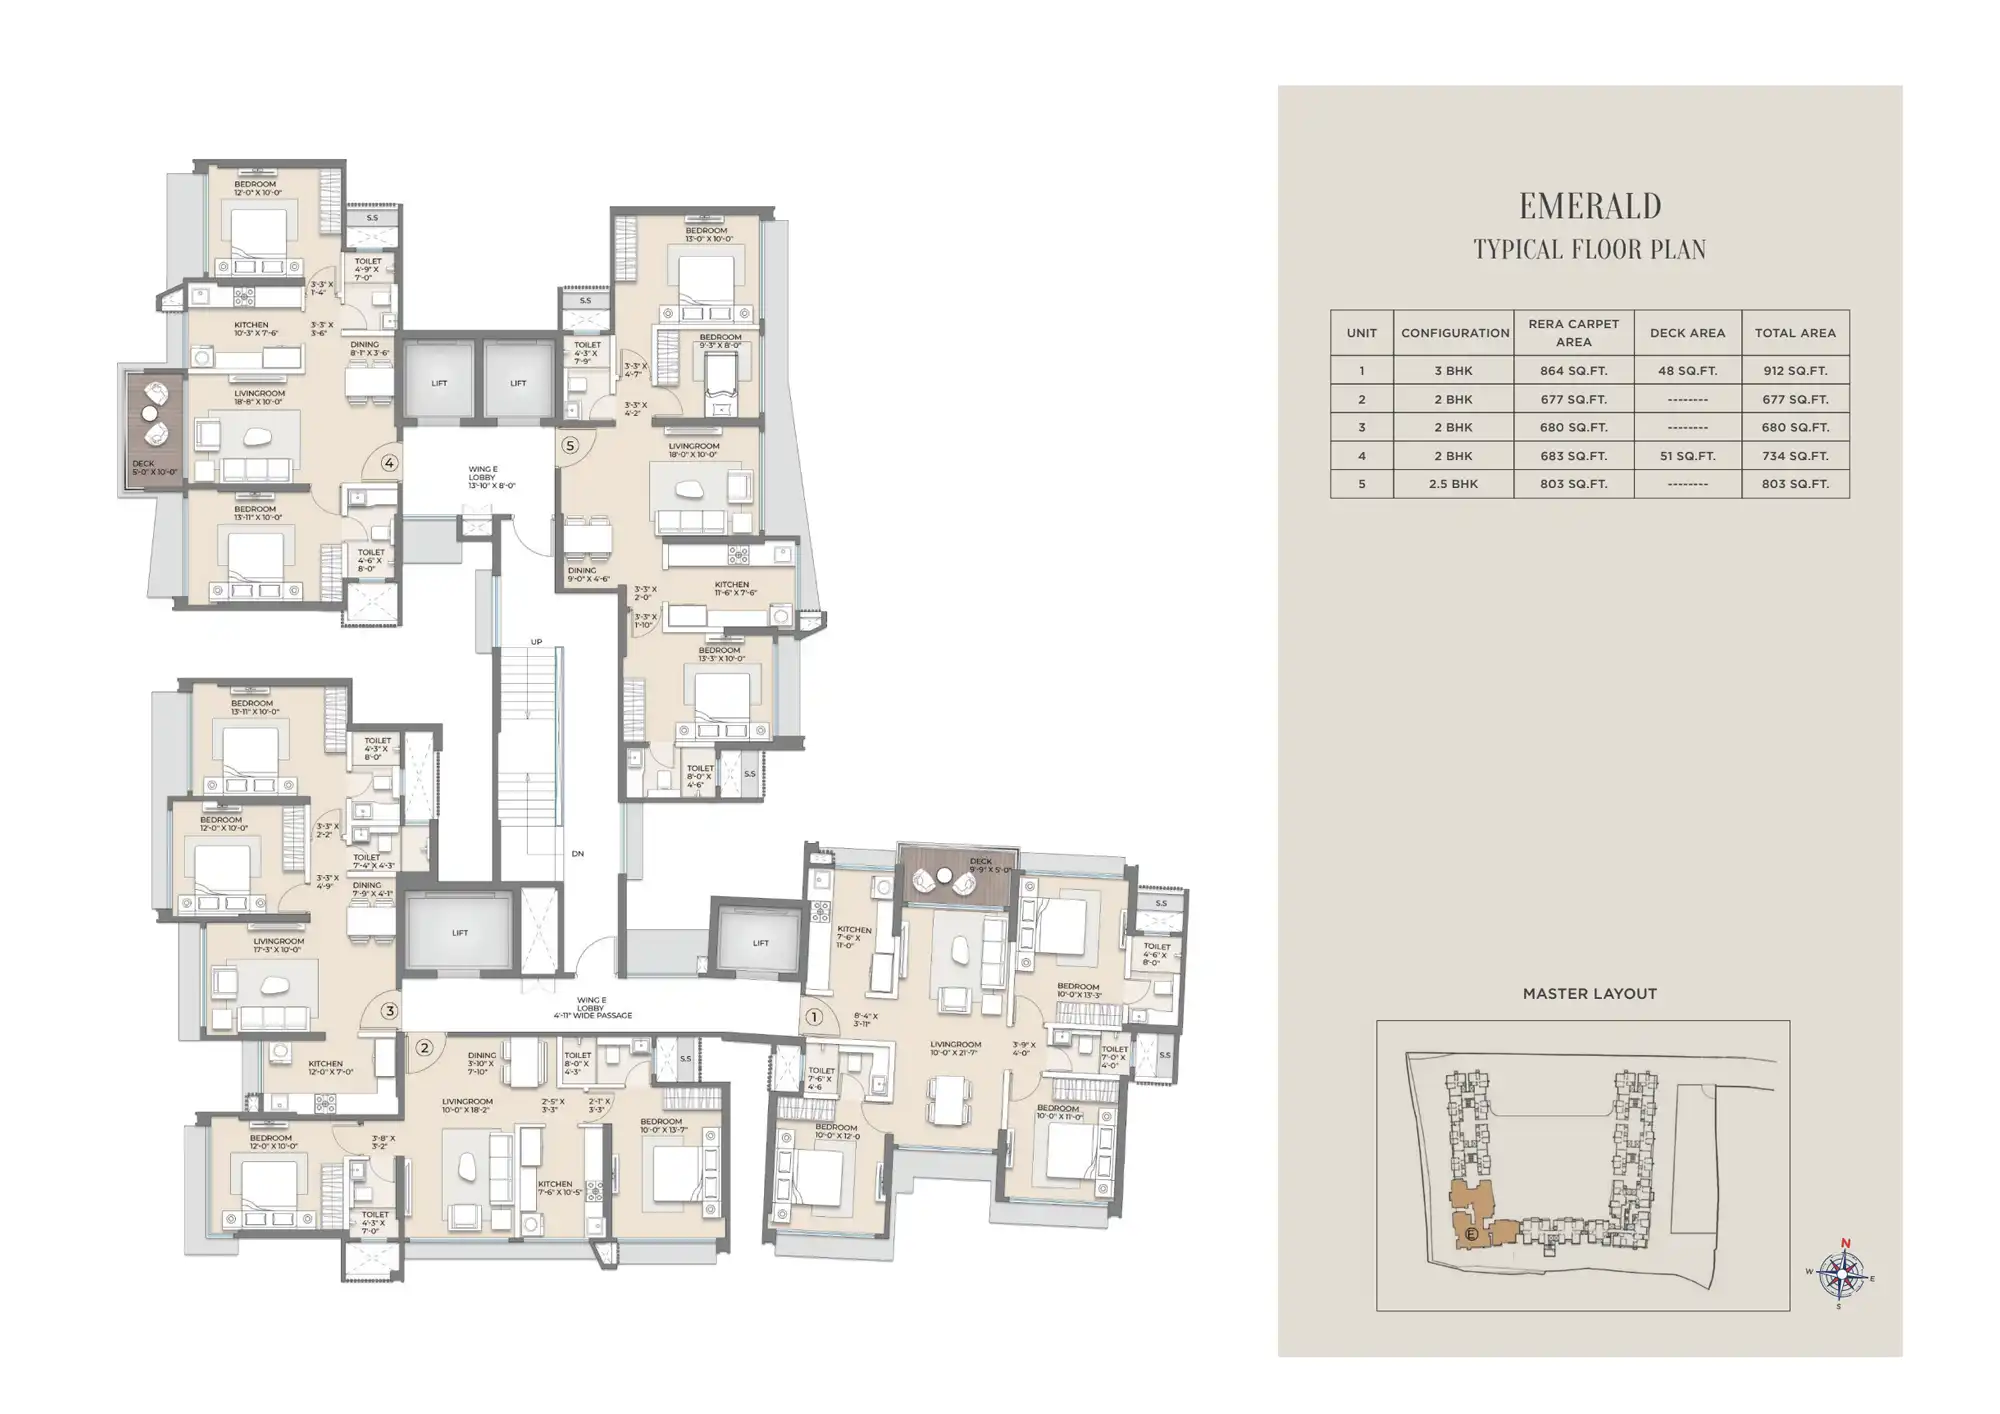 BEDROOM
12'-0" X 10'-0"
S.S
TOILET
4'-9" X
7'-0"
3'-3" X
1'-4"
KITCHEN
10'-3" X 7'-6"
3'-3" X
3'-6"
DINING
8'-1" X 3'-6"
LIVINGROOM
18'-8" X 10'-0"
DECK
5'-0" X 10'-0"
4
BEDROOM
13'-11" X 10'-0"
TOILET
4'-6" X
8'-0"
LIFT
LIFT
WING E
LOBBY
13'-10" X 8'-0"
BEDROOM
13'-0" X 10'-0"
S.S
TOILET
4'-3" X
7'-9"
BEDROOM
9'-3" X 8'-0"
3'-3" X
4'-7"
3'-3" X
4'-2"
5
LIVINGROOM
18'-0" X 10'-0"
DINING
9'-0" X 4'-6"
KITCHEN
11'-6" X 7'-6"
3'-3" X
2'-0"
3'-3" X
1'-10"
BEDROOM
13'-3" X 10'-0"
TOILET
8'-0" X
4'-6"
S.S
UP
DN
BEDROOM
13'-11" X 10'-0"
TOILET
4'-3" X
8'-0"
BEDROOM
12'-0" X 10'-0"
3'-3" X
2'-2"
TOILET
7'-4" X 4'-3"
3'-3" X
4'-9"
DINING
7'-9" X 4'-1"
LIVINGROOM
17'-3" X 10'-0"
3
KITCHEN
12'-0" X 7'-0"
BEDROOM
12'-0" X 10'-0"
3'-8" X
3'-2"
TOILET
4'-3" X
7'-0"
LIFT
LIFT
WING E
LOBBY
4'-11" WIDE PASSAGE
2
DINING
3'-10" X
7'-10"
TOILET
8'-0" X
4'-3"
S.S
LIVINGROOM
10'-0" X 18'-2"
2'-5" X
3'-3"
2'-1" X
3'-3"
BEDROOM
10'-0" X 13'-7"
KITCHEN
7'-6" X 10'-5"
DECK
9'-9" X 5'-0"
KITCHEN
7'-6" X
11'-0"
S.S
TOILET
4'-6" X
8'-0"
BEDROOM
10'-0" X 13'-3"
1
8'-4" X
3'-11"
LIVINGROOM
10'-0" X 21'-7"
3'-9" X
4'-0"
TOILET
7'-0" X
4'-0"
S.S
TOILET
7'-6" X
4'-6
BEDROOM
10'-0" X 12'-0
BEDROOM
10'-0" X 11'-0"
EMERALD
TYPICAL FLOOR PLAN
UNIT CONFIGURATION RERA CARPET AREA DECK AREA TOTAL AREA
1 3 BHK 864 SQ.FT. 48 SQ.FT. 912 SQ.FT.
2 2 BHK 677 SQ.FT. -------- 677 SQ.FT.
3 2 BHK 680 SQ.FT. -------- 680 SQ.FT.
4 2 BHK 683 SQ.FT. 51 SQ.FT. 734 SQ.FT.
5 2.5 BHK 803 SQ.FT. -------- 803 SQ.FT.
MASTER LAYOUT
E
N
W
E
S